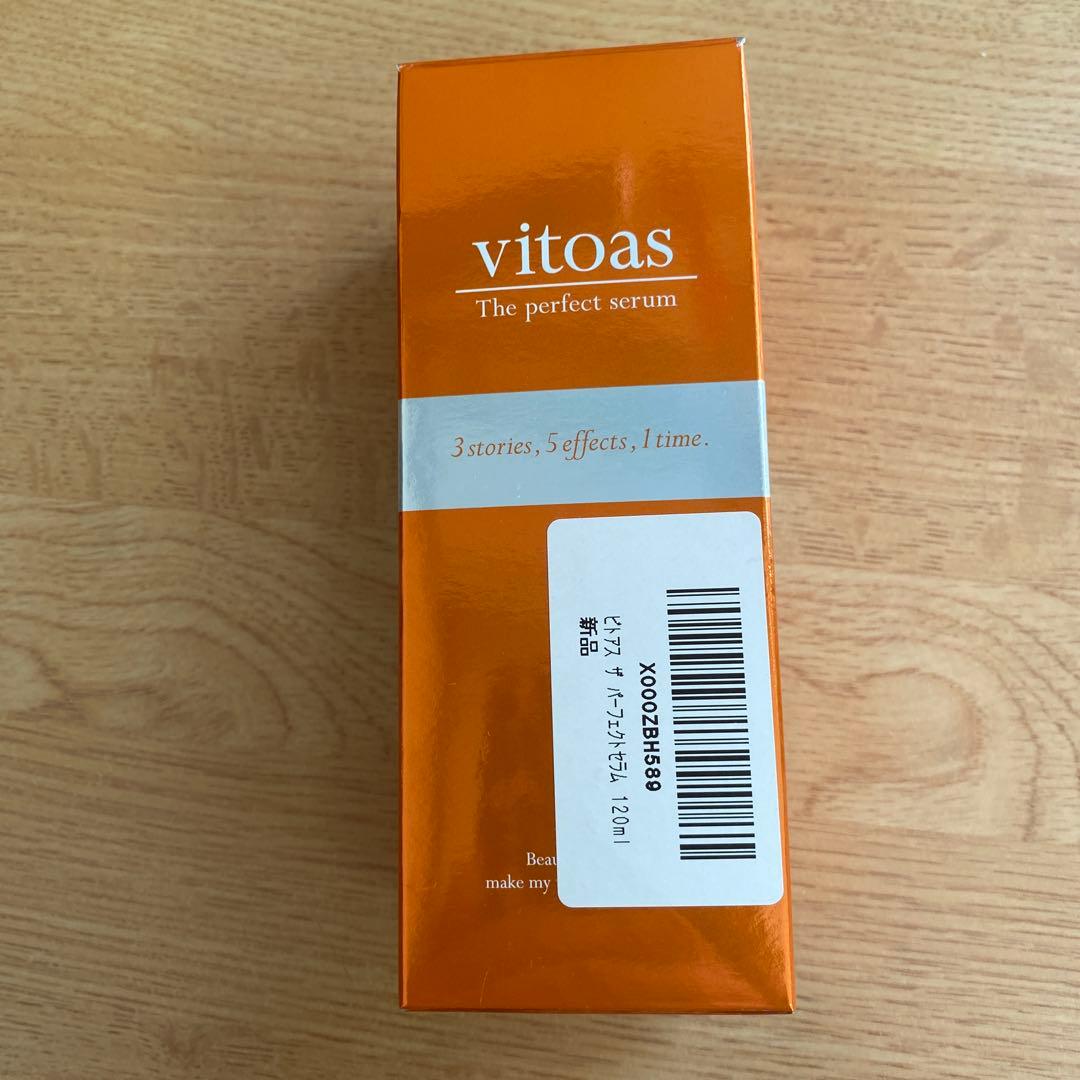 vitoas
The perfect serum
3 stories, 5 effects, 1 time.
X000ZBH589
ビトアス ザ パーフェクトセラム 120ml
新品
make my